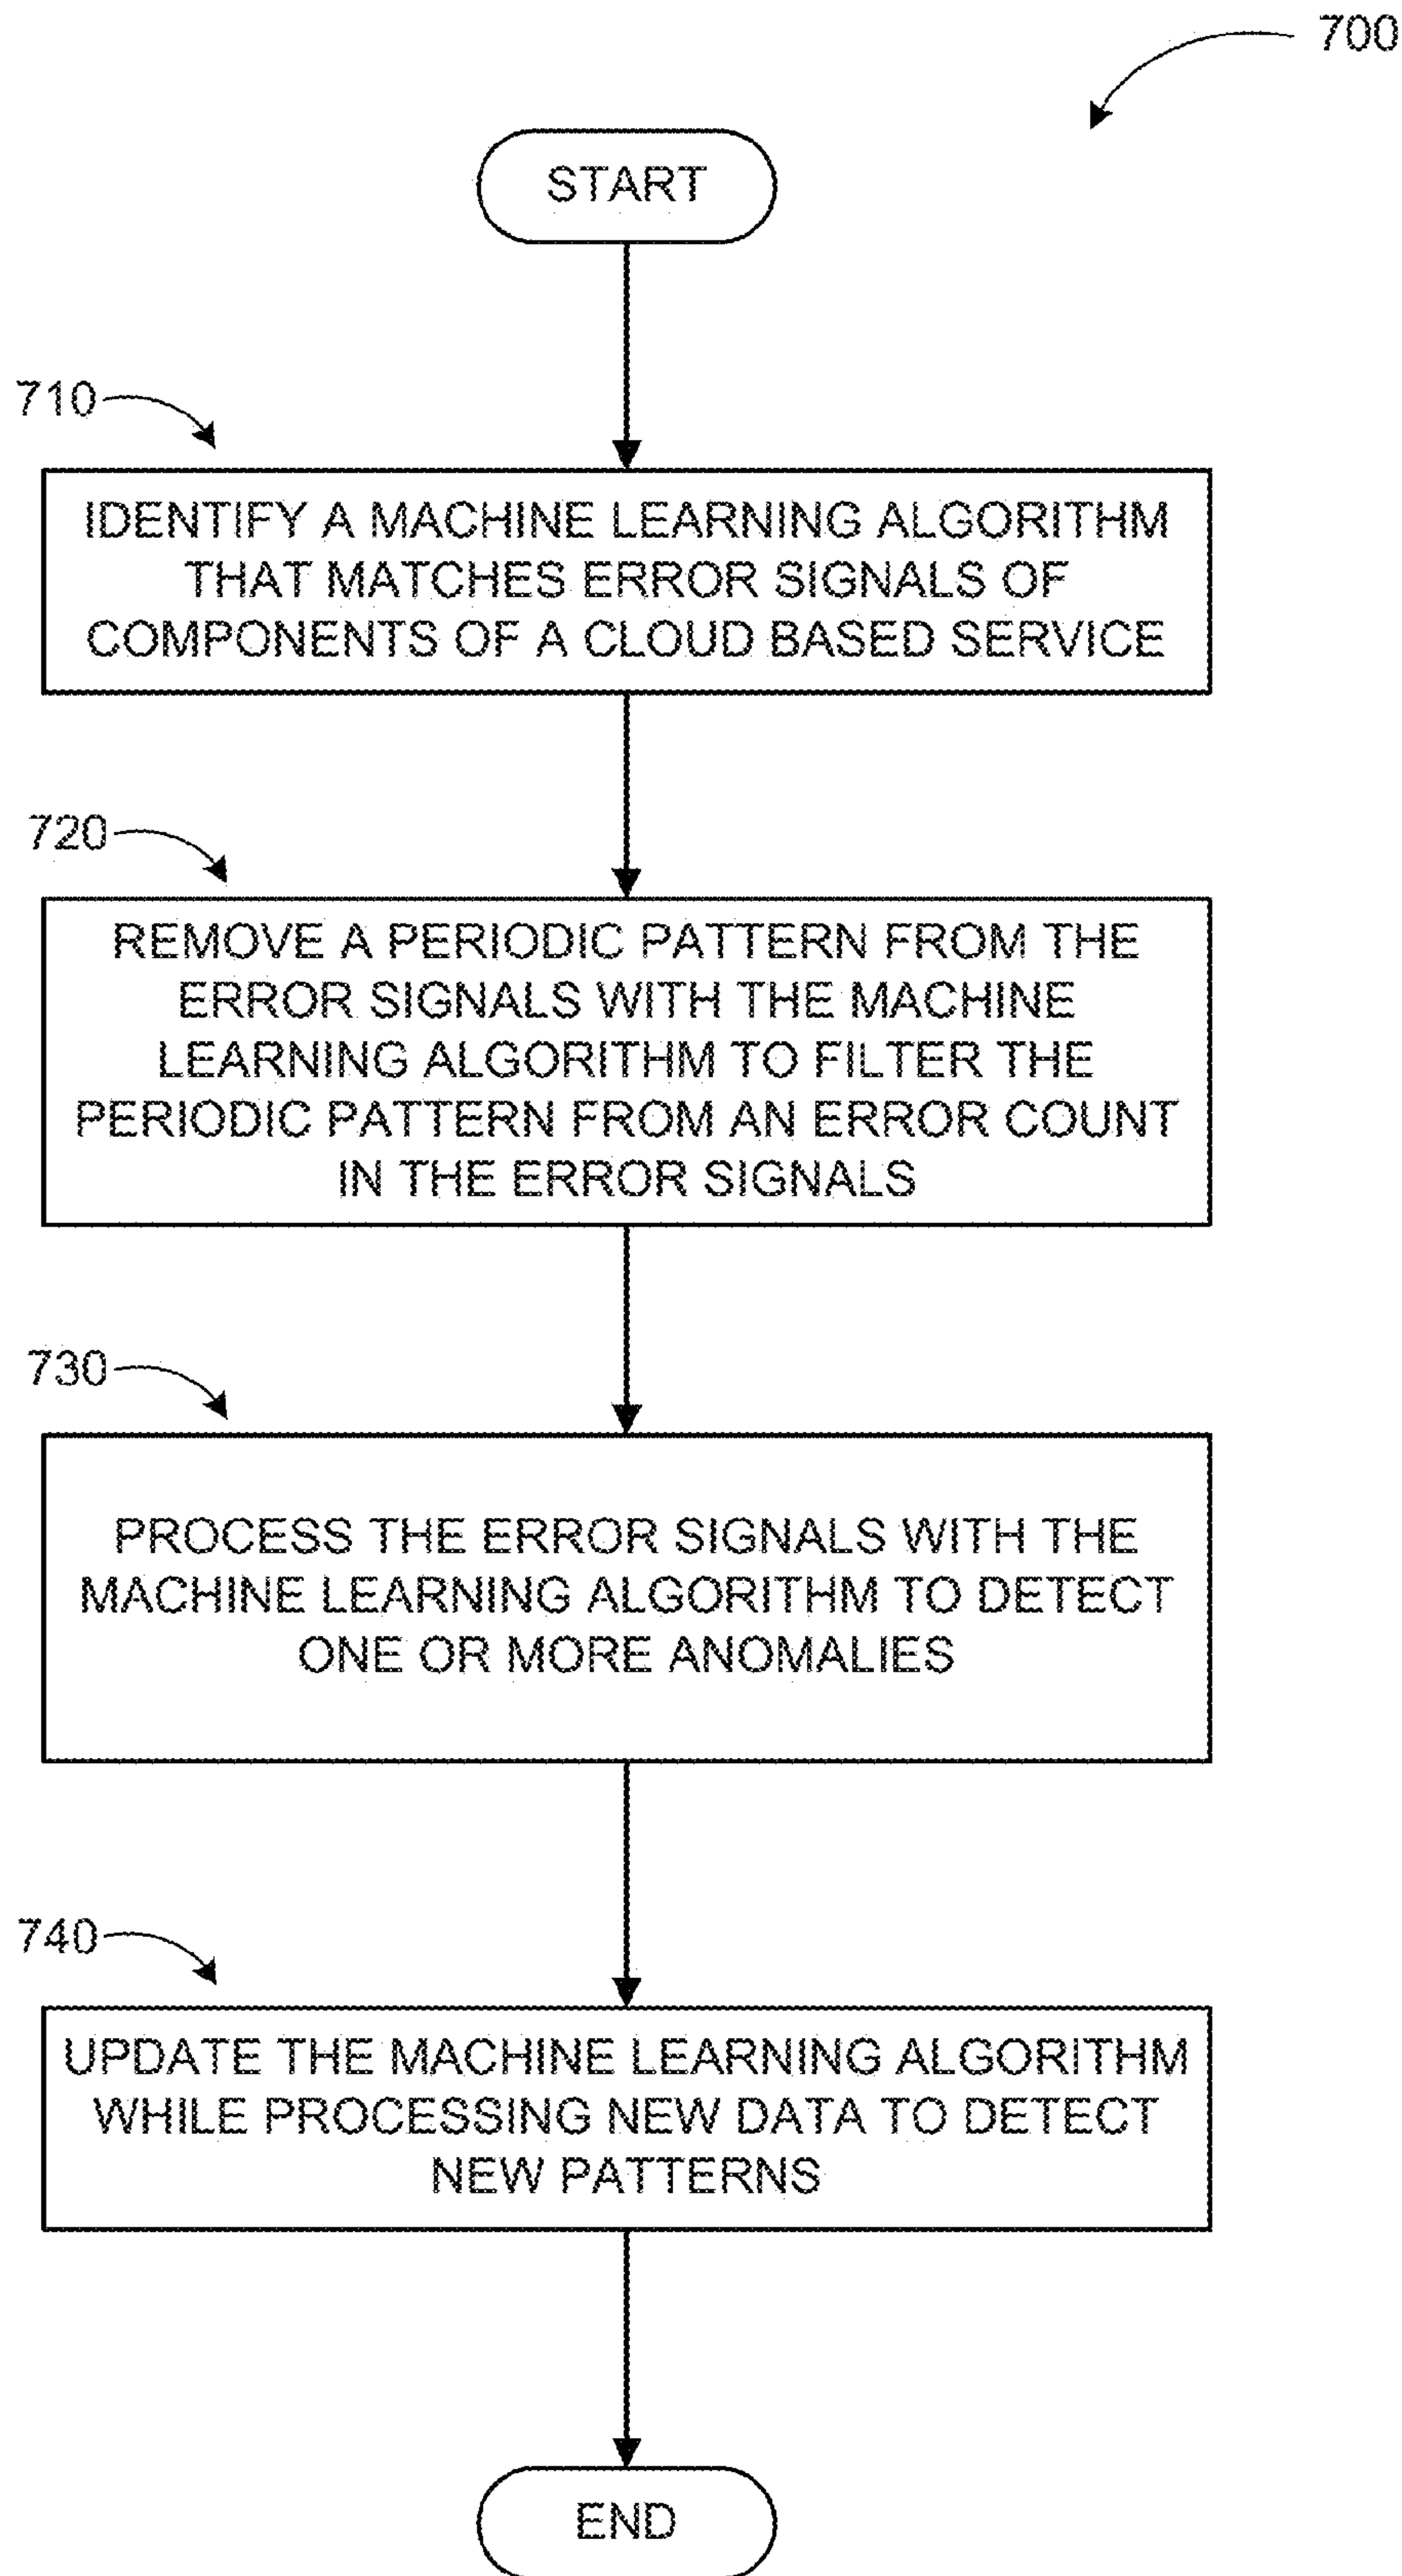 700
START
710
IDENTIFY A MACHINE LEARNING ALGORITHM
THAT MATCHES ERROR SIGNALS OF
COMPONENTS OF A CLOUD BASED SERVICE
720
REMOVE A PERIODIC PATTERN FROM THE
ERROR SIGNALS WITH THE MACHINE
LEARNING ALGORITHM TO FILTER THE
PERIODIC PATTERN FROM AN ERROR COUNT
IN THE ERROR SIGNALS
730
PROCESS THE ERROR SIGNALS WITH THE
MACHINE LEARNING ALGORITHM TO DETECT
ONE OR MORE ANOMALIES
740
UPDATE THE MACHINE LEARNING ALGORITHM
WHILE PROCESSING NEW DATA TO DETECT
NEW PATTERNS
END